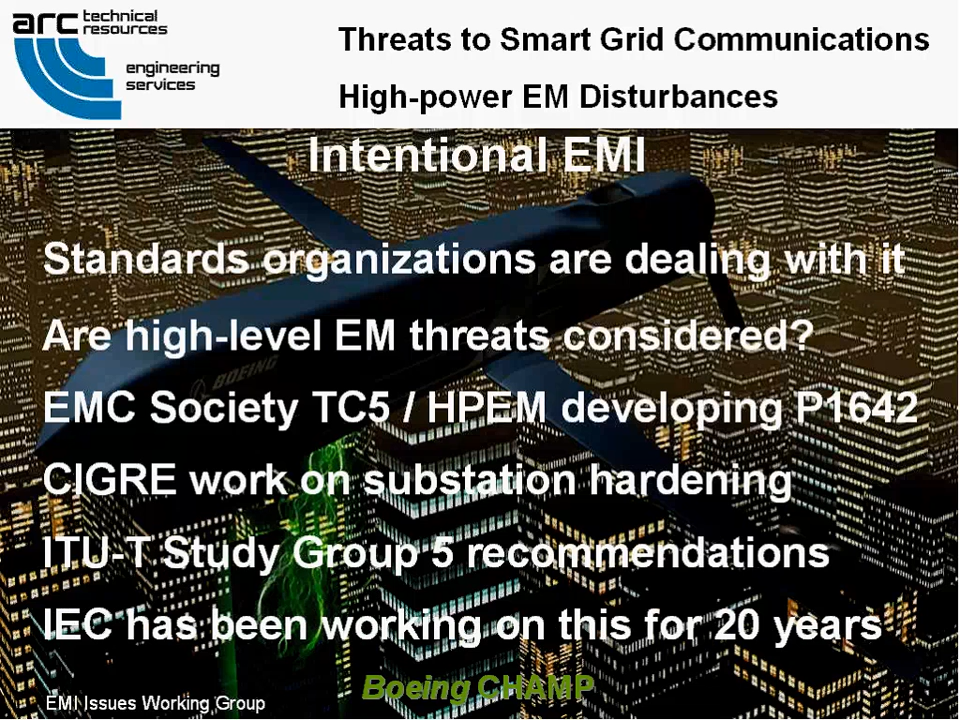 arc technical
resources
engineering
services
Threats to Smart Grid Communications
High-power EM Disturbances
Intentional EMI
Standards organizations are dealing with it
Are high-level EM threats considered?
BOEING
EMC Society TC5 / HPEM developing P1642
CIGRE work on substation hardening
ITU-T Study Group 5 recommendations
IEC has been working on this for 20 years
Boeing CHAMP
EMI Issues Working Group